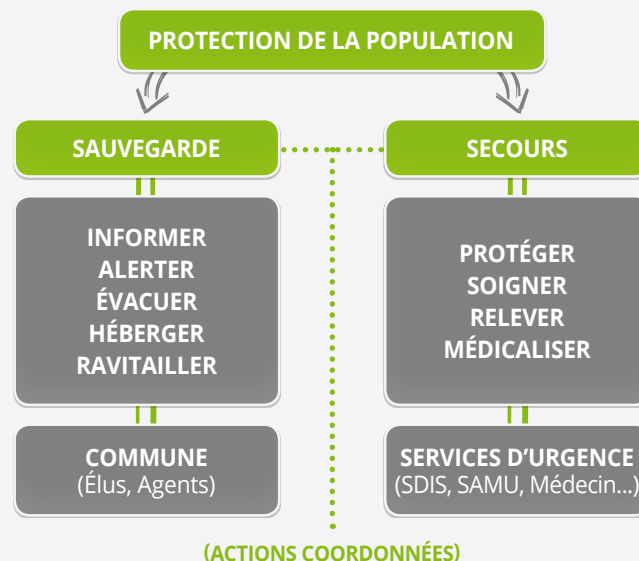 PROTECTION DE LA POPULATION
SAUVEGARDE
INFORMER
ALERTER
ÉVACUER
HÉBERGER
RAVITAILLER
COMMUNE
(Élus, Agents)
SECOURS
PROTÉGER
SOIGNER
RELEVER
MÉDICALISER
SERVICES D’URGENCE
(SDIS, SAMU, Médecin...)
(ACTIONS COORDONNÉES)